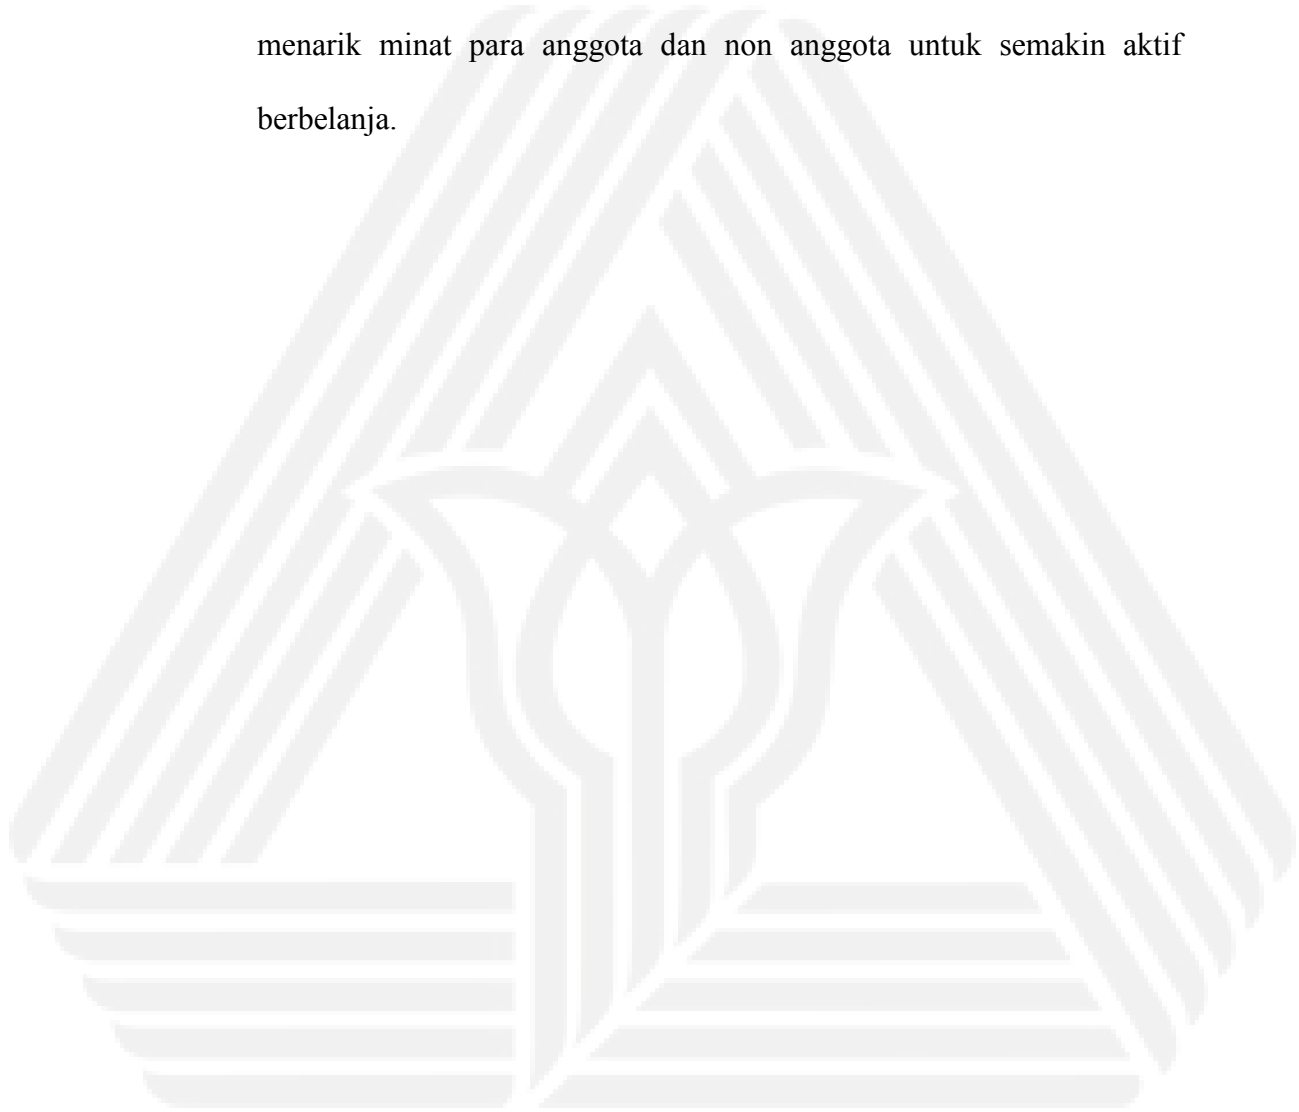 menarik minat para anggota dan non anggota untuk semakin aktif
berbelanja.